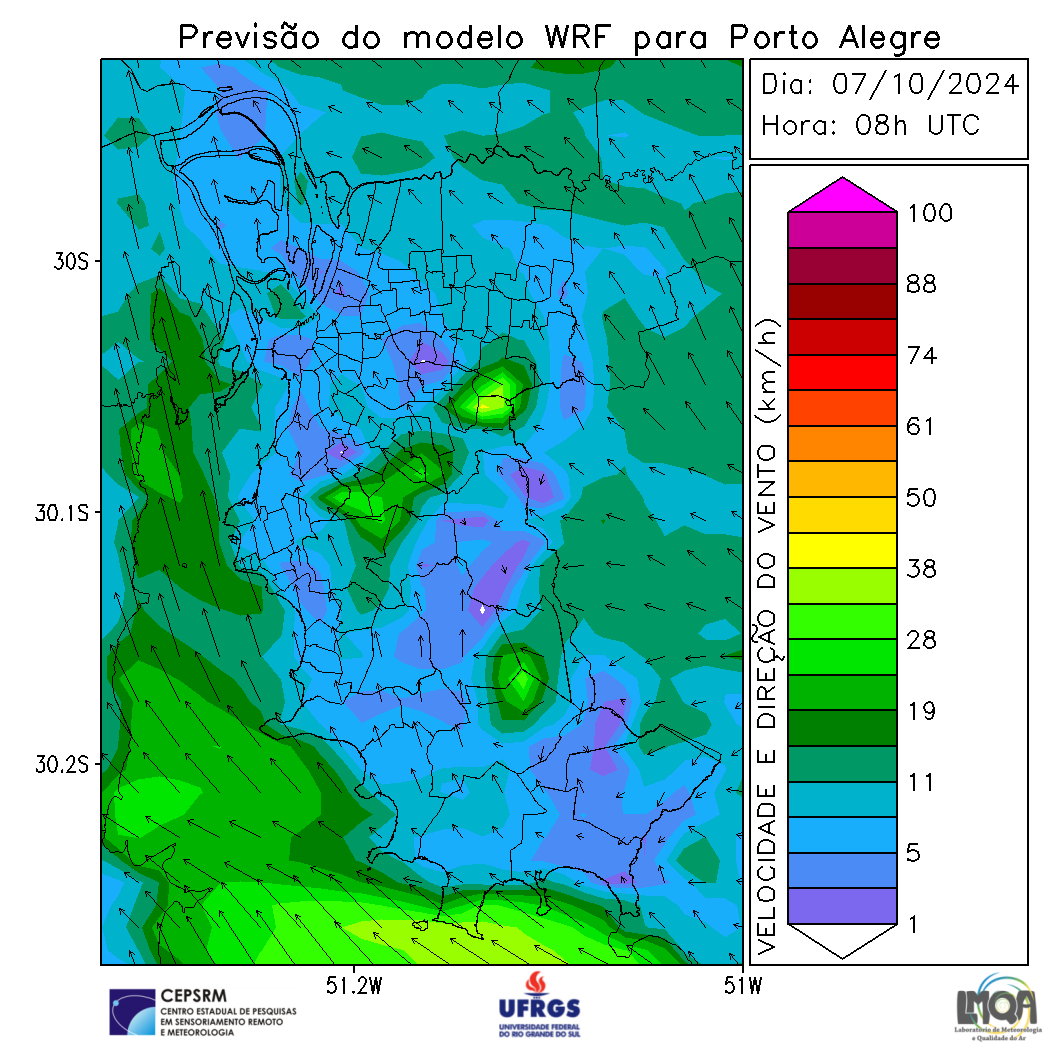 Previsão do modelo WRF para Porto Alegre
Dia: 07/10/2024
Hora: 08h UTC
30S
30.1S
30.2S
51.2W
51W
VELOCIDADE E DIREÇÃO DO VENTO (km/h)
100
88
74
61
50
38
28
19
11
5
1
CEPSRM
CENTRO ESTADUAL DE PESQUISAS
EM SENSORIAMENTO REMOTO
E METEOROLOGIA
UFRGS
UNIVERSIDADE FEDERAL
DO RIO GRANDE DO SUL
LMQA
Laboratório de Meteorologia
e Qualidade do Ar